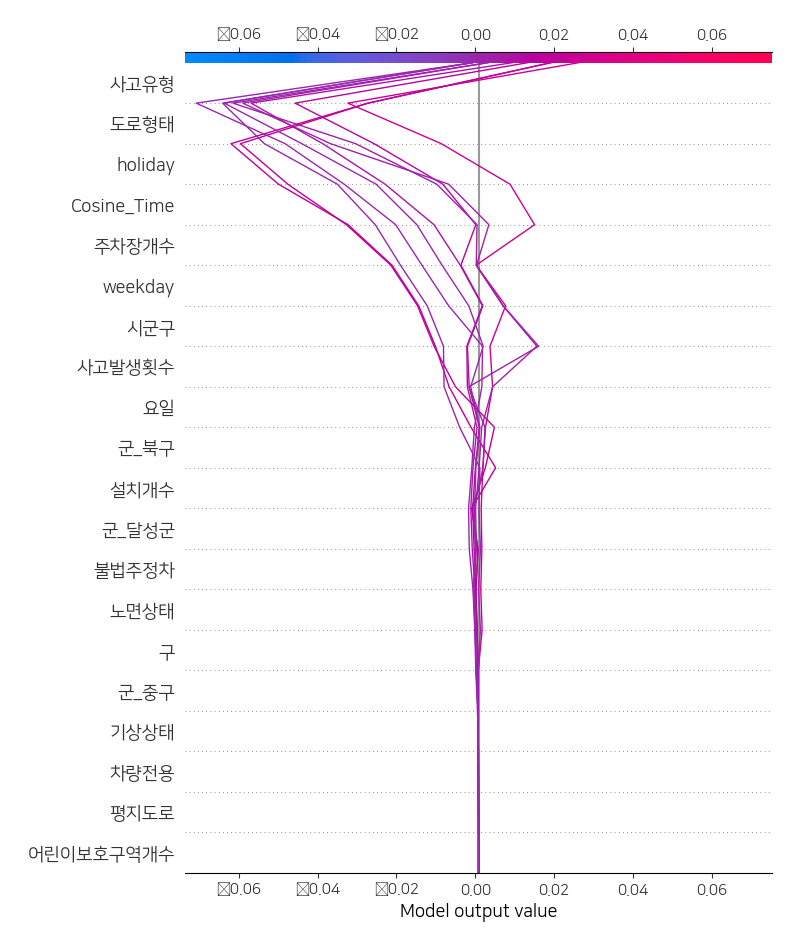 0.06 0.04 0.02 0.00 0.02 0.04 0.06
사고유형
도로형태
holiday
Cosine_Time
주차장개수
weekday
시군구
사고발생횟수
요일
군_북구
설치개수
군_달성군
불법주정차
노면상태
구
군_중구
기상상태
차량전용
평지도로
어린이보호구역개수
0.06 0.04 0.02 0.00 0.02 0.04 0.06
Model output value